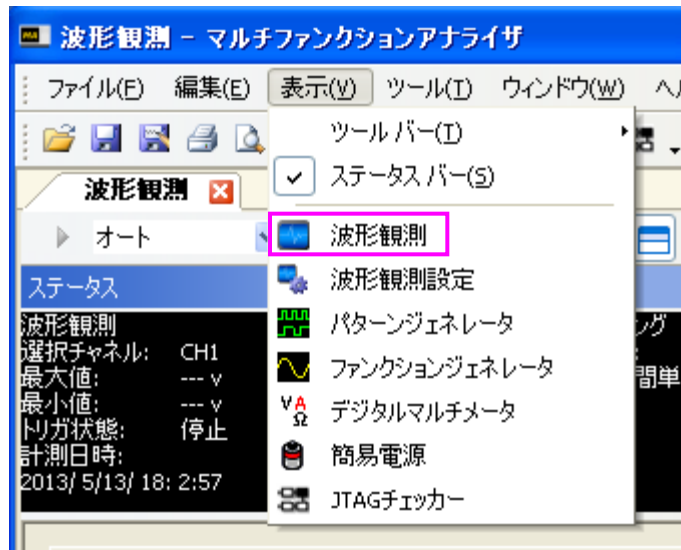 波形観測 - マルチファンクションアナライザ
ファイル(F) 編集(E) 表示(V) ツール(T) ウィンドウ(W)
ツール バー(T)
ステータス バー(S)
波形観測
オート
波形観測
波形観測設定
パターンジェネレータ
ファンクションジェネレータ
デジタルマルチメータ
簡易電源
JTAGチェッカー
ステータス
波形観測
選択チャネル: CH1
最大値: --- v
最小値: --- v
トリガ状態: 停止
計測日時:
2013/ 5/13/ 18: 2:57